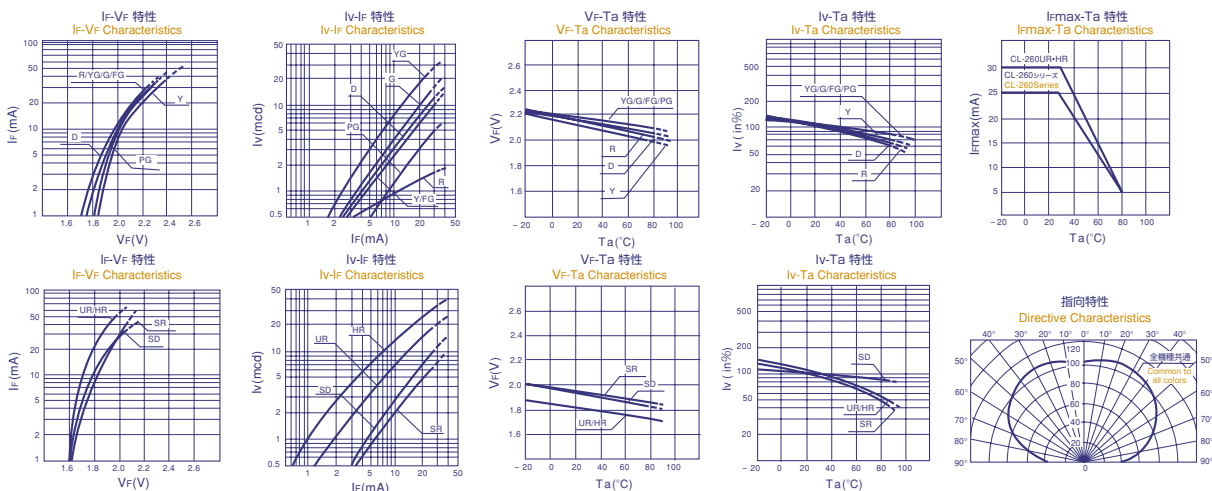 IF-VF 特性
IF-VF Characteristics
100
50
20
10
5
2
1
IF(mA)
R/YG/G/FG
Y
D
PG
1.6 1.8 2.0 2.2 2.4 2.6
VF(V)
Iv-IF 特性
Iv-IF Characteristics
50
20
10
5
2
1
0.5
Iv(mcd)
YG
G
D
PG
R
Y/FG
1 2 5 10 20 50
IF(mA)
VF-Ta 特性
VF-Ta Characteristics
2.6
2.4
2.2
2.0
1.8
1.6
VF(V)
YG/G/FG/PG
R
D
Y
−20 0 20 40 60 80 100
Ta(°C)
Iv-Ta 特性
Iv-Ta Characteristics
500
200
100
50
20
Iv(in%)
YG/G/FG/PG
Y
D
R
−20 0 20 40 60 80 100
Ta(°C)
IFmax-Ta 特性
IFmax-Ta Characteristics
CL-260UR•HR
30
CL-260シリーズ
CL-260Series
25
20
15
10
5
IFmax(mA)
−20 0 20 40 60 80 100
Ta(°C)
IF-VF 特性
IF-VF Characteristics
100
50
20
10
5
2
1
IF(mA)
UR/HR
SR
SD
1.6 1.8 2.0 2.2 2.4 2.6
VF(V)
Iv-IF 特性
Iv-IF Characteristics
50
20
10
5
2
1
0.5
Iv(mcd)
HR
UR
SD
SR
1 2 5 10 20 50
IF(mA)
VF-Ta 特性
VF-Ta Characteristics
2.6
2.4
2.2
2.0
1.8
1.6
VF(V)
SR
SD
UR/HR
−20 0 20 40 60 80 100
Ta(°C)
Iv-Ta 特性
Iv-Ta Characteristics
500
200
100
50
20
Iv(in%)
SD
UR/HR
SR
−20 0 20 40 60 80 100
Ta(°C)
指向特性
Directive Characteristics
40° 30° 20° 10° 0° 10° 20° 30° 40°
50° 50°
60° 60°
70° 70°
80° 80°
90° 90°
120
100
80
60
40
20
0
全機種共通
Common to
all colors